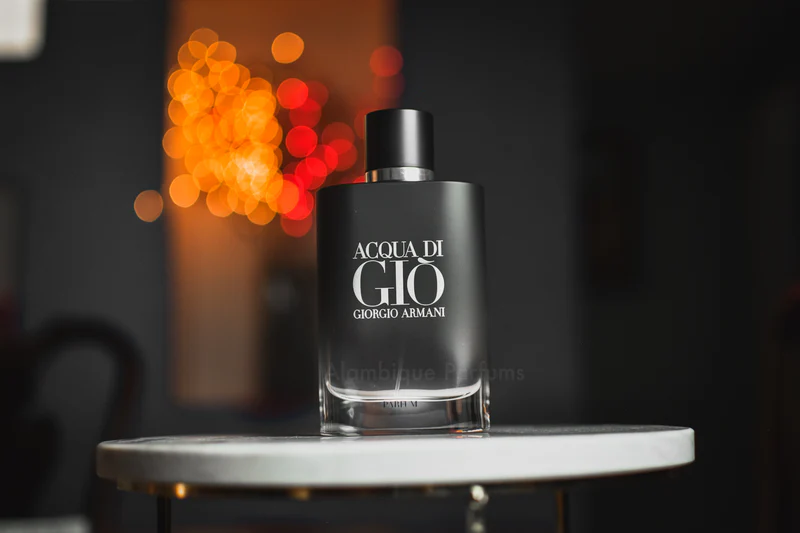 ACQUA DI
GIÒ
GIORGIO ARMANI
Alambique Parfums
PARFUM